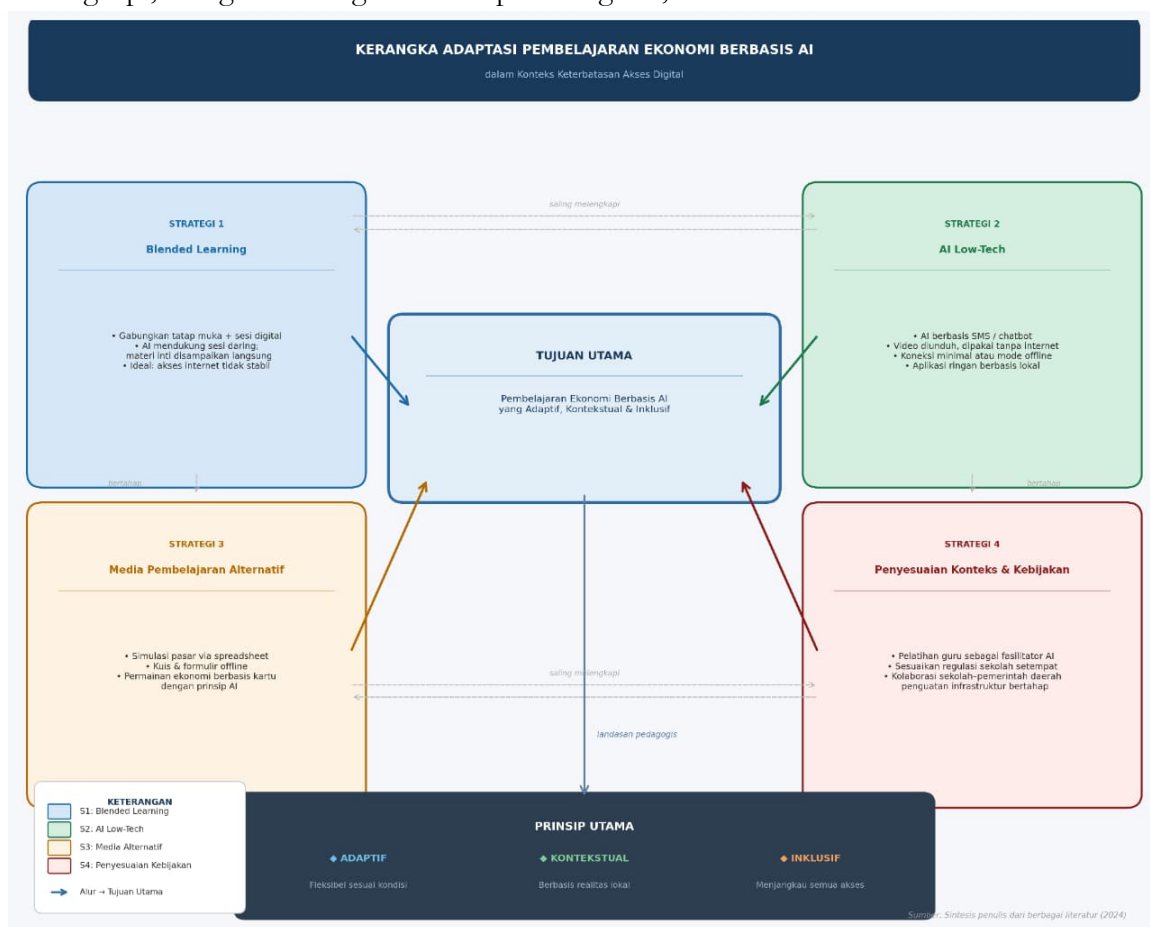 KERANGKA ADAPTASI PEMBELAJARAN EKONOMI BERBASIS AI
dalam Konteks Keterbatasan Akses Digital
saling melengkapi
STRATEGI 1
Blended Learning
• Gabungkan tatap muka + sesi digital
• AI mendukung sesi daring;
materi inti disampaikan langsung
• Ideal: akses internet tidak stabil
STRATEGI 2
AI Low-Tech
• AI berbasis SMS / chatbot
• Video diunduh, dipakai tanpa internet
• Koneksi minimal atau mode offline
• Aplikasi ringan berbasis lokal
TUJUAN UTAMA
Pembelajaran Ekonomi Berbasis AI
yang Adaptif, Kontekstual & Inklusif
bertahap
bertahap
STRATEGI 3
Media Pembelajaran Alternatif
• Simulasi pasar via spreadsheet
• Kuis & formulir offline
• Permainan ekonomi berbasis kartu
dengan prinsip AI
STRATEGI 4
Penyesuaian Konteks & Kebijakan
• Pelatihan guru sebagai fasilitator AI
• Sesuaikan regulasi sekolah setempat
• Kolaborasi sekolah–pemerintah daerah
penguatan infrastruktur bertahap
saling melengkapi
landasan pedagogis
KETERANGAN
S1: Blended Learning
S2: AI Low-Tech
S3: Media Alternatif
S4: Penyesuaian Kebijakan
Alur → Tujuan Utama
PRINSIP UTAMA
◆ ADAPTIF
Fleksibel sesuai kondisi
◆ KONTEKSTUAL
Berbasis realitas lokal
◆ INKLUSIF
Menjangkau semua akses
Sumber: Sintesis penulis dari berbagai literatur (2024)